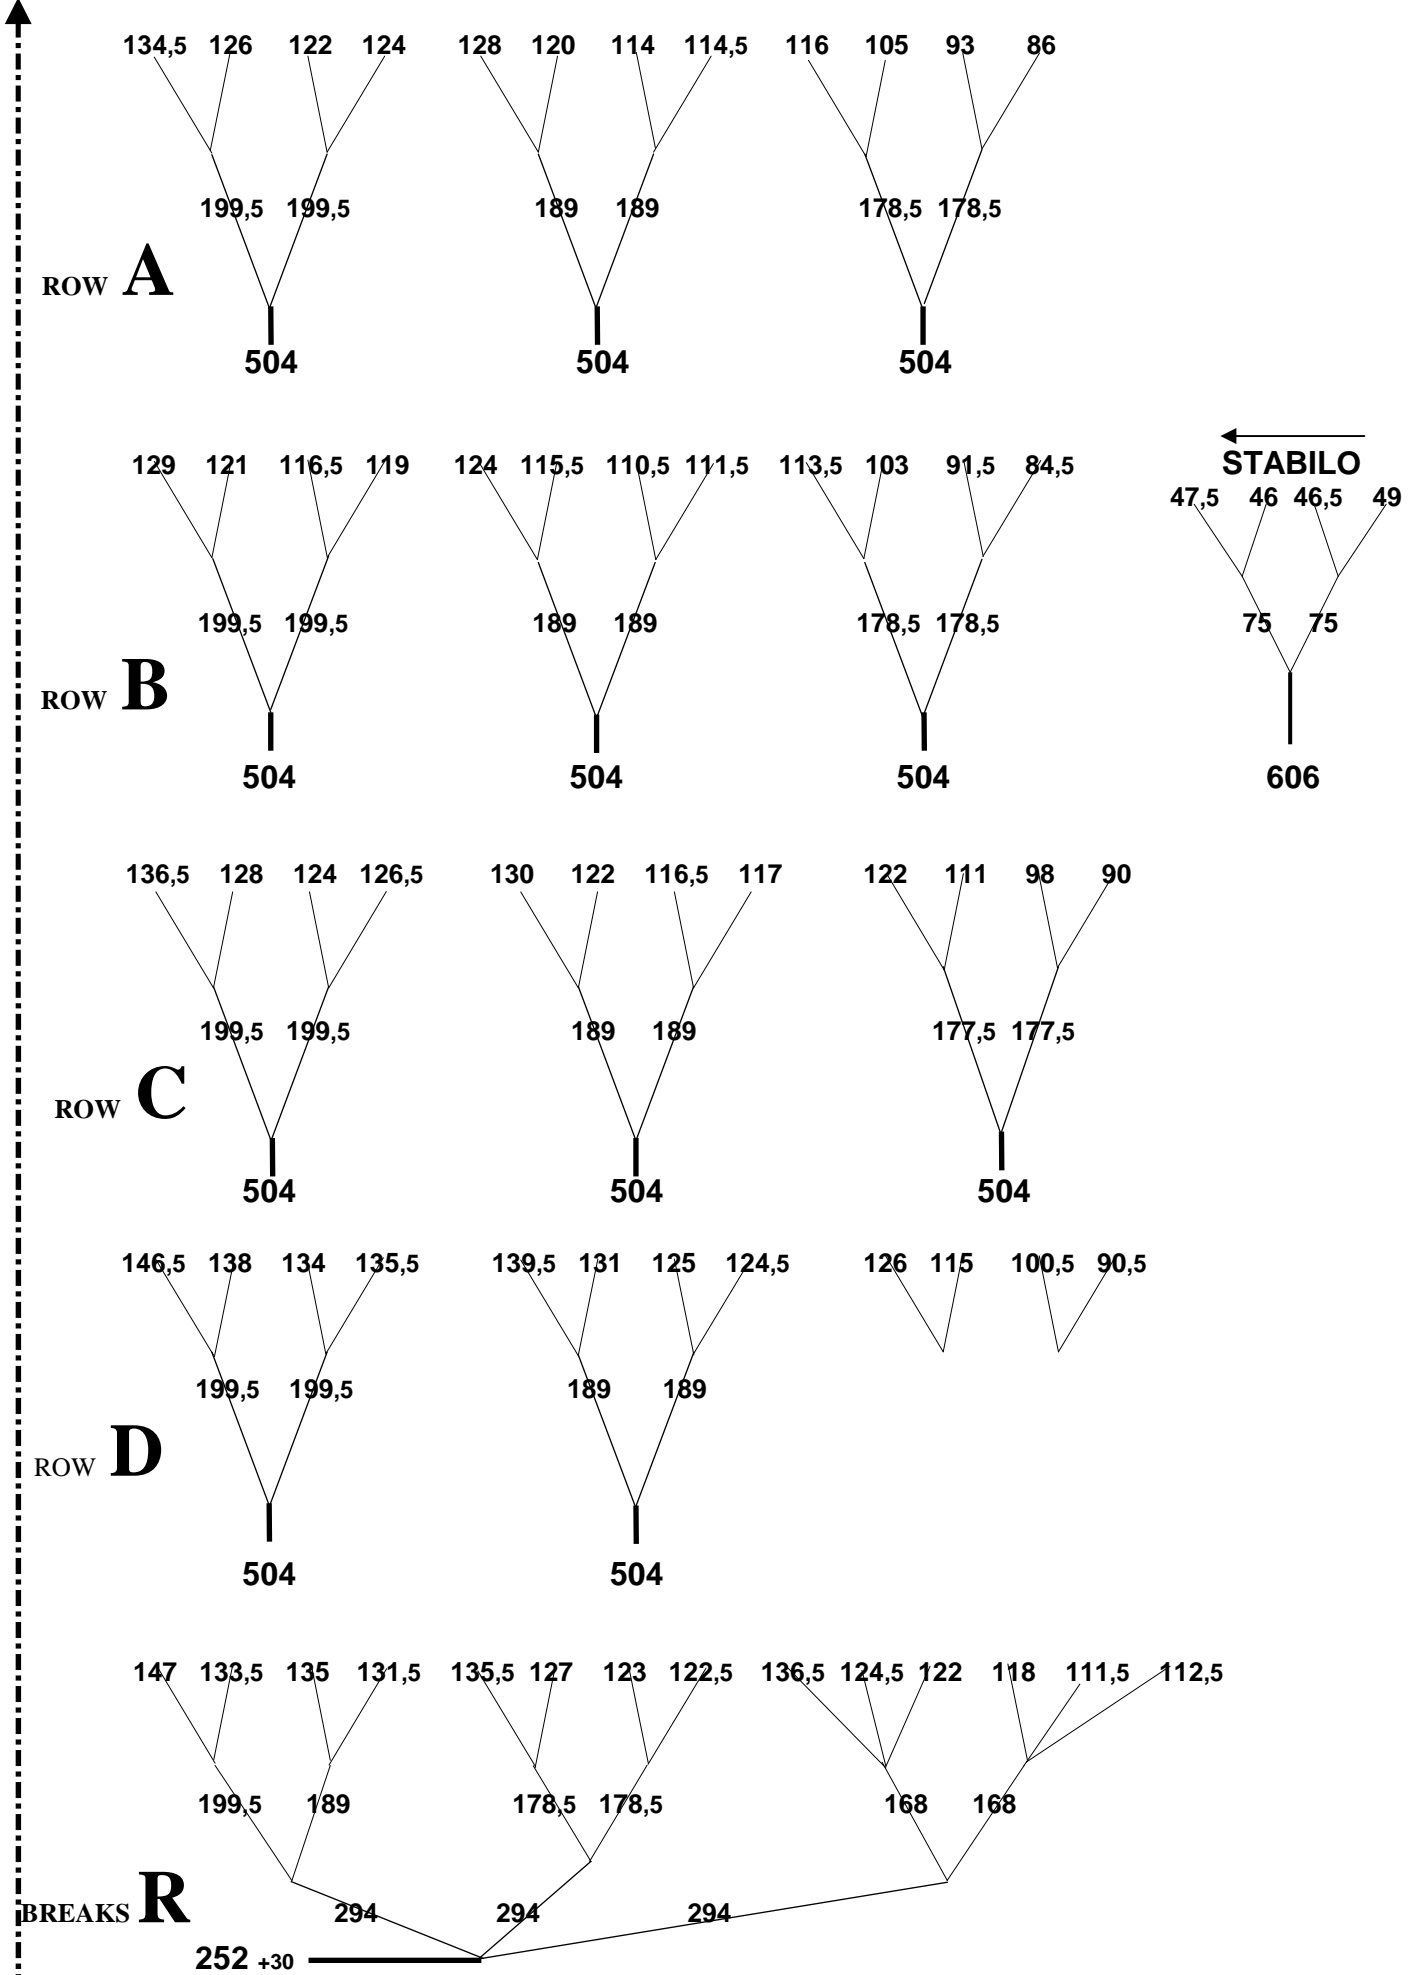 134,5 126 122 124 128 120 114 114,5 116 105 93 86
199,5 199,5 189 189 178,5 178,5
ROW A
504 504 504
STABILO
129 121 116,5 119 124 115,5 110,5 111,5 113,5 103 91,5 84,5
47,5 46 46,5 49
199,5 199,5 189 189 178,5 178,5 75 75
ROW B
504 504 504 606
136,5 128 124 126,5 130 122 116,5 117 122 111 98 90
199,5 199,5 189 189 177,5 177,5
ROW C
504 504 504
146,5 138 134 135,5 139,5 131 125 124,5 126 115 100,5 90,5
199,5 199,5 189 189
ROW D
504 504
147 133,5 135 131,5 135,5 127 123 122,5 136,5 124,5 122 118 111,5 112,5
199,5 189 178,5 178,5 168 168
BREAKS R
294 294 294
252 +30